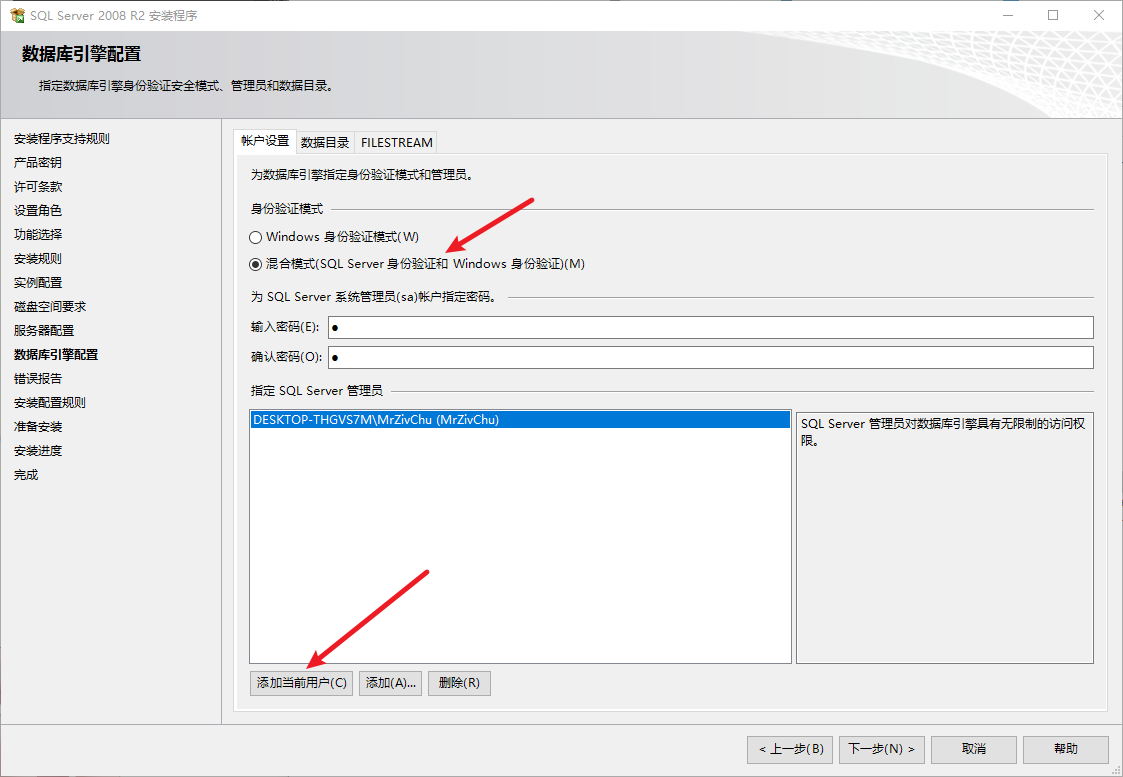 SQL Server 2008 R2 安装程序
数据库引擎配置
指定数据库引擎身份验证安全模式、管理员和数据目录。
安装程序支持规则
产品密钥
许可条款
设置角色
功能选择
安装规则
实例配置
磁盘空间要求
服务器配置
数据库引擎配置
错误报告
安装配置规则
准备安装
安装进度
完成
帐户设置 数据目录 FILESTREAM
为数据库引擎指定身份验证模式和管理员。
身份验证模式
Windows 身份验证模式(W)
混合模式(SQL Server 身份验证和 Windows 身份验证)(M)
为 SQL Server 系统管理员(sa)帐户指定密码。
输入密码(E): ●
确认密码(O): ●
指定 SQL Server 管理员
DESKTOP-THGVS7M\MrZivChu (MrZivChu)
SQL Server 管理员对数据库引擎具有无限制的访问权
限。
添加当前用户(C) 添加(A)... 删除(R)
< 上一步(B) 下一步(N) > 取消 帮助